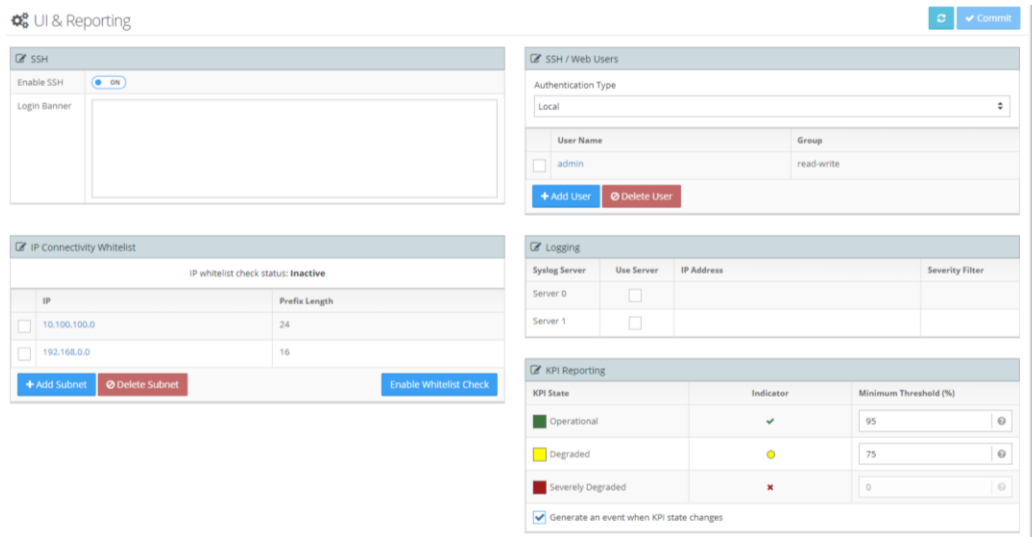 UI & Reporting
Commit
SSH
Enable SSH
ON
Login Banner
SSH / Web Users
Authentication Type
Local
User Name Group
admin read-write
Add User Delete User
IP Connectivity Whitelist
IP whitelist check status: Inactive
IP Prefix Length
10.100.100.0 24
192.168.0.0 16
Add Subnet Delete Subnet Enable Whitelist Check
Logging
Syslog Server Use Server IP Address Severity Filter
Server 0
Server 1
KPI Reporting
KPI State Indicator Minimum Threshold (%)
Operational 95
Degraded 75
Severely Degraded 0
Generate an event when KPI state changes